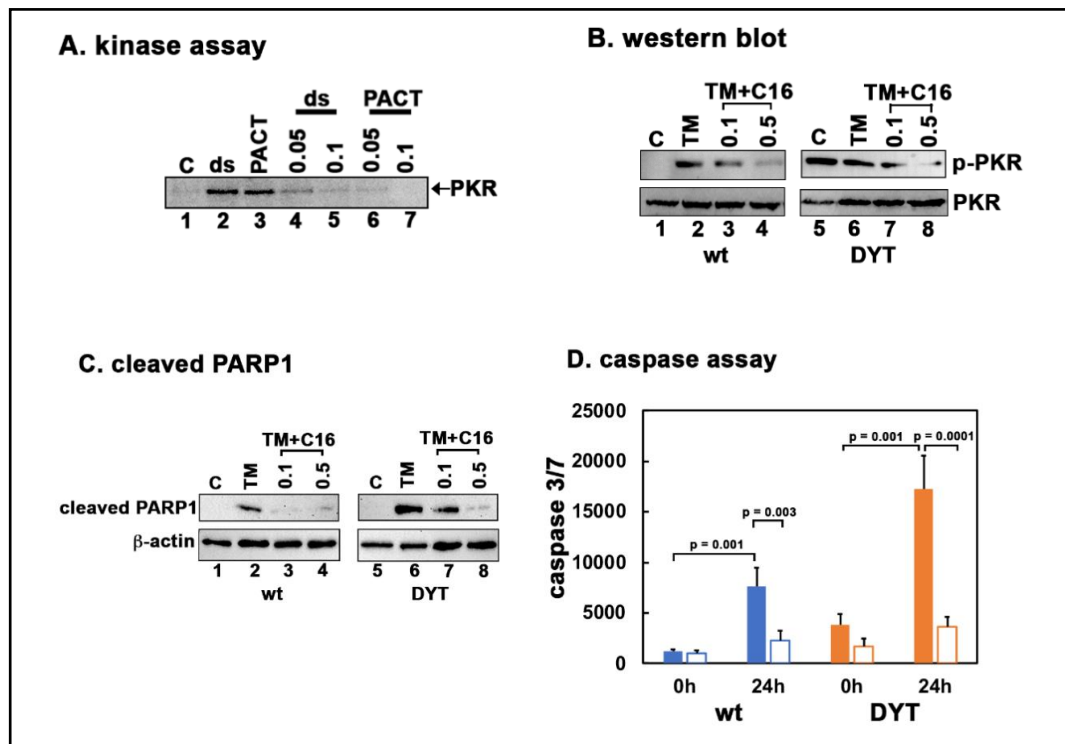 A. kinase assay
ds PACT
C ds PACT 0.05 0.1 0.05 0.1
←PKR
1 2 3 4 5 6 7
B. western blot
TM+C16 TM+C16
C TM 0.1 0.5 C TM 0.1 0.5
p-PKR
PKR
1 2 3 4 5 6 7 8
wt DYT
C. cleaved PARP1
TM+C16 TM+C16
C TM 0.1 0.5 C TM 0.1 0.5
cleaved PARP1
β-actin
1 2 3 4 5 6 7 8
wt DYT
D. caspase assay
caspase 3/7
25000
20000
15000
10000
5000
0
p = 0.001 p = 0.0001
p = 0.003
p = 0.001
0h 24h 0h 24h
wt DYT